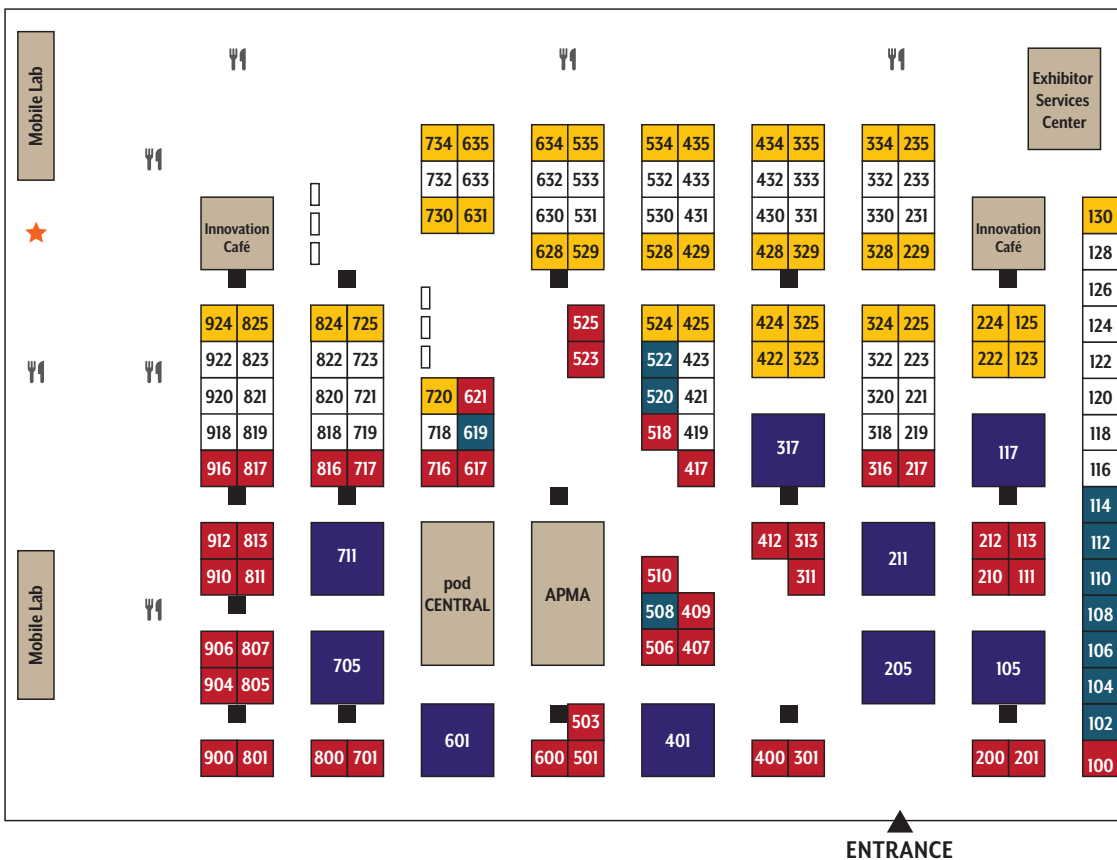 Mobile Lab
Exhibitor
Services
Center
734 635 634 535 534 435 434 335 334 235
732 633 632 533 532 433 432 333 332 233
730 631 630 531 530 431 430 331 330 231
628 529 528 429 428 329 328 229
Innovation
Café
Innovation
Café
130
128
126
124
122
120
118
116
114
112
110
108
106
104
102
100
924 825 824 725 525 524 425 424 325 324 225 224 125
922 823 822 723 523 522 423 422 323 322 223 222 123
920 821 820 721 720 621 520 421 320 221
918 819 818 719 718 619 518 419 318 219
317
117
916 817 816 717 716 617 417 316 217
912 813 412 313 212 113
910 811 311 210 111
711
211
pod
CENTRAL
APMA
510
508 409
506 407
Mobile Lab
906 807
904 805
705
205
105
601
503
401
900 801 800 701 600 501 400 301 200 201
ENTRANCE